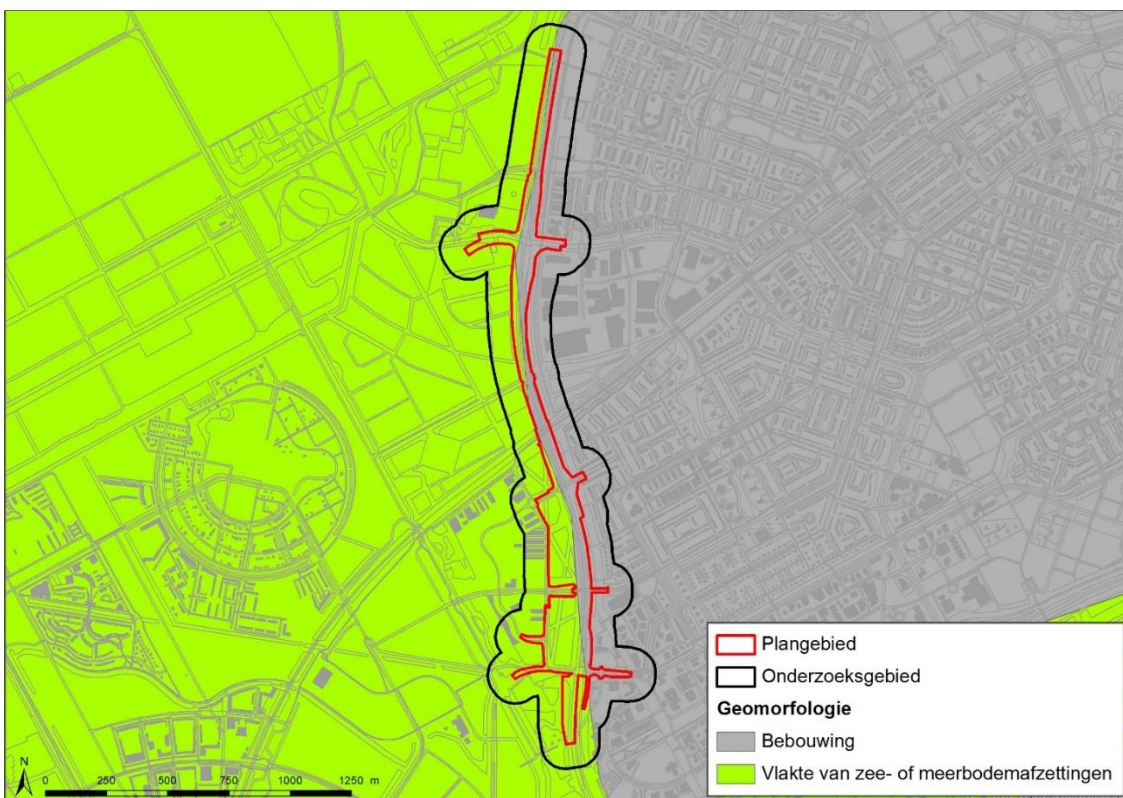 Plangebied
Onderzoeksgebied
Geomorfologie
Bebouwing
Vlakte van zee- of meerbodemafzettingen
N
0 250 500 750 1000 1250 m